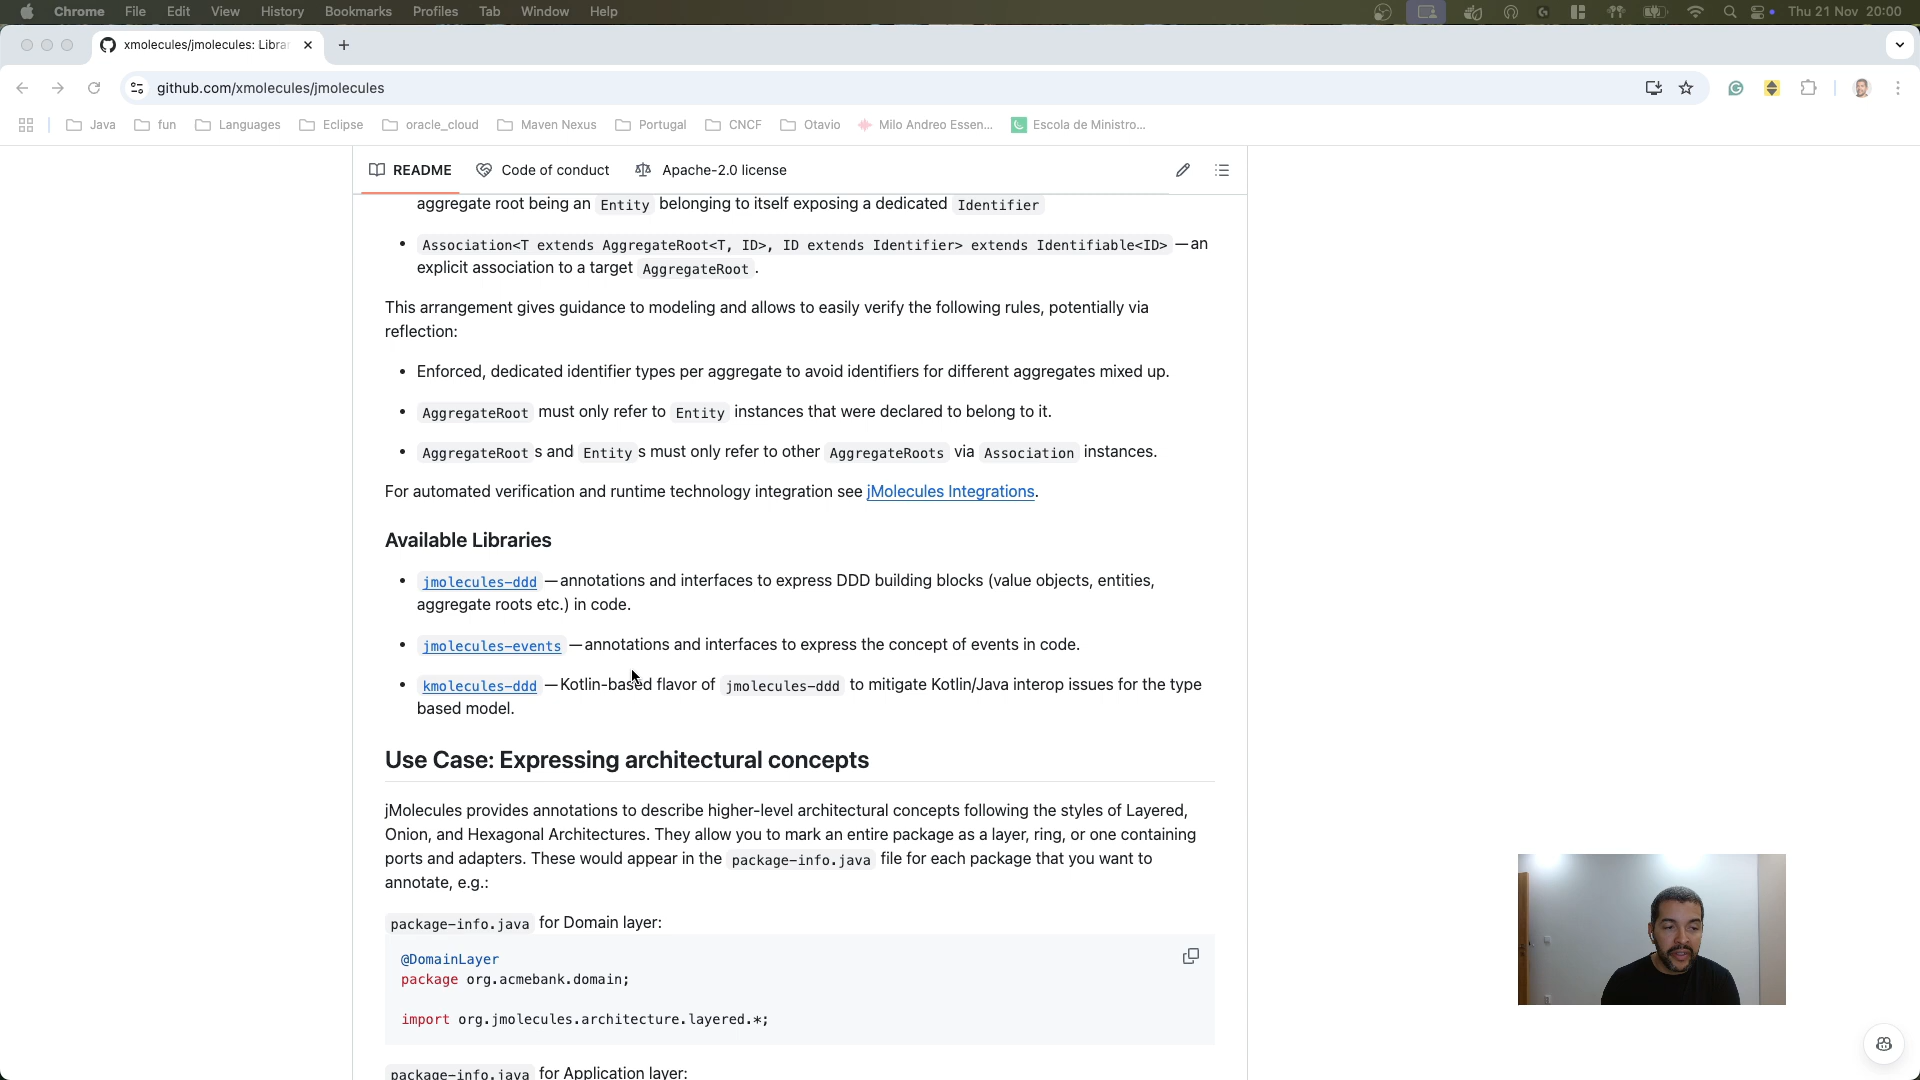 Chrome File Edit View History Bookmarks Profiles Tab Window Help Thu 21 Nov 20:00
xmolecules/jmolecules: Libra
github.com/xmolecules/jmolecules
Java fun Languages Eclipse oracle_cloud Maven Nexus Portugal CNCF Otavio Milo Andreo Essen... Escola de Ministro...
README Code of conduct Apache-2.0 license
aggregate root being an Entity belonging to itself exposing a dedicated Identifier
• Association<T extends AggregateRoot<T, ID>, ID extends Identifier> extends Identifiable<ID> — an
explicit association to a target AggregateRoot .
This arrangement gives guidance to modeling and allows to easily verify the following rules, potentially via
reflection:
• Enforced, dedicated identifier types per aggregate to avoid identifiers for different aggregates mixed up.
• AggregateRoot must only refer to Entity instances that were declared to belong to it.
• AggregateRoot s and Entity s must only refer to other AggregateRoots via Association instances.
For automated verification and runtime technology integration see jMolecules Integrations.
Available Libraries
• jmolecules-ddd — annotations and interfaces to express DDD building blocks (value objects, entities,
aggregate roots etc.) in code.
• jmolecules-events — annotations and interfaces to express the concept of events in code.
• kmolecules-ddd — Kotlin-based flavor of jmolecules-ddd to mitigate Kotlin/Java interop issues for the type
based model.
Use Case: Expressing architectural concepts
jMolecules provides annotations to describe higher-level architectural concepts following the styles of Layered,
Onion, and Hexagonal Architectures. They allow you to mark an entire package as a layer, ring, or one containing
ports and adapters. These would appear in the package-info.java file for each package that you want to
annotate, e.g.:
package-info.java for Domain layer:
@DomainLayer
package org.acmebank.domain;
import org.jmolecules.architecture.layered.*;
package-info.java for Application layer: